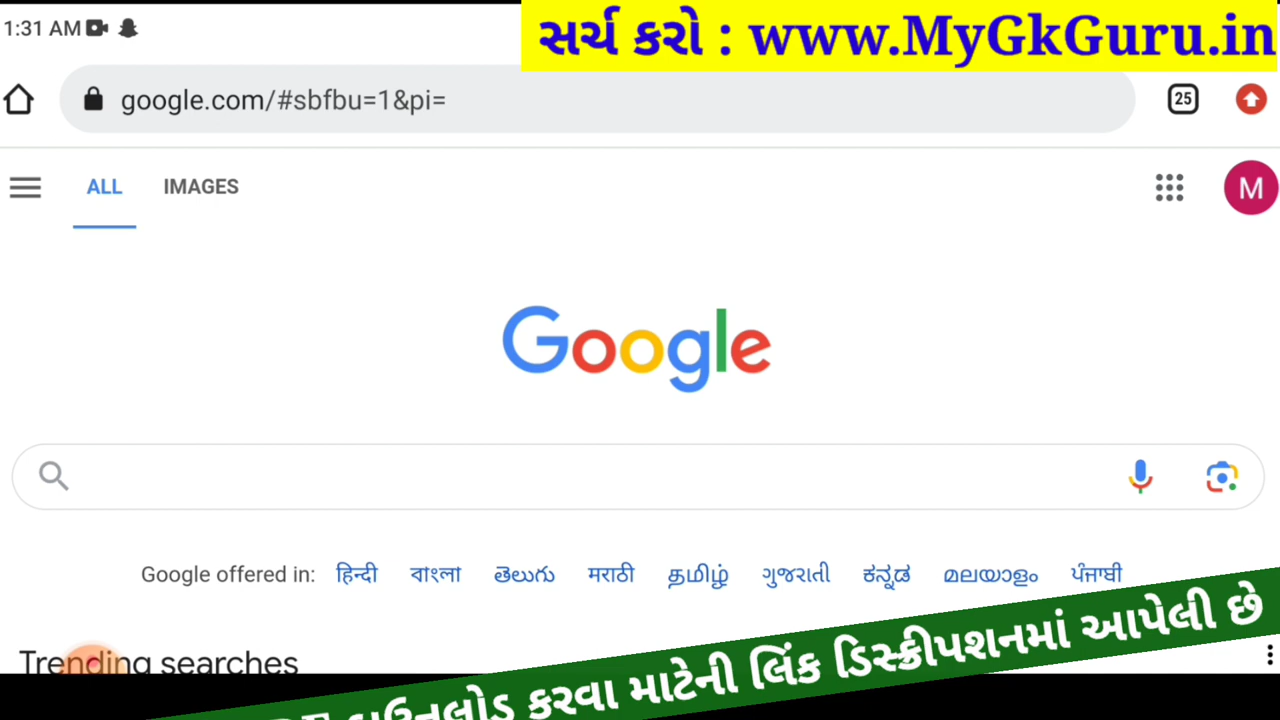 1:31 AM
સર્ચ કરો : www.MyGkGuru.in
google.com/#sbfbu=1&pi=
25
ALL IMAGES
M
Google
Google offered in: हिन्दी বাংলা తెలుగు मराठी தமிழ் ગુજરાતી ಕನ್ನಡ മലയാളം ਪੰਜਾਬੀ
Trending searches
ડાઉનલોડ કરવા માટેની લિંક ડિસ્ક્રીપશનમાં આપેલી છે